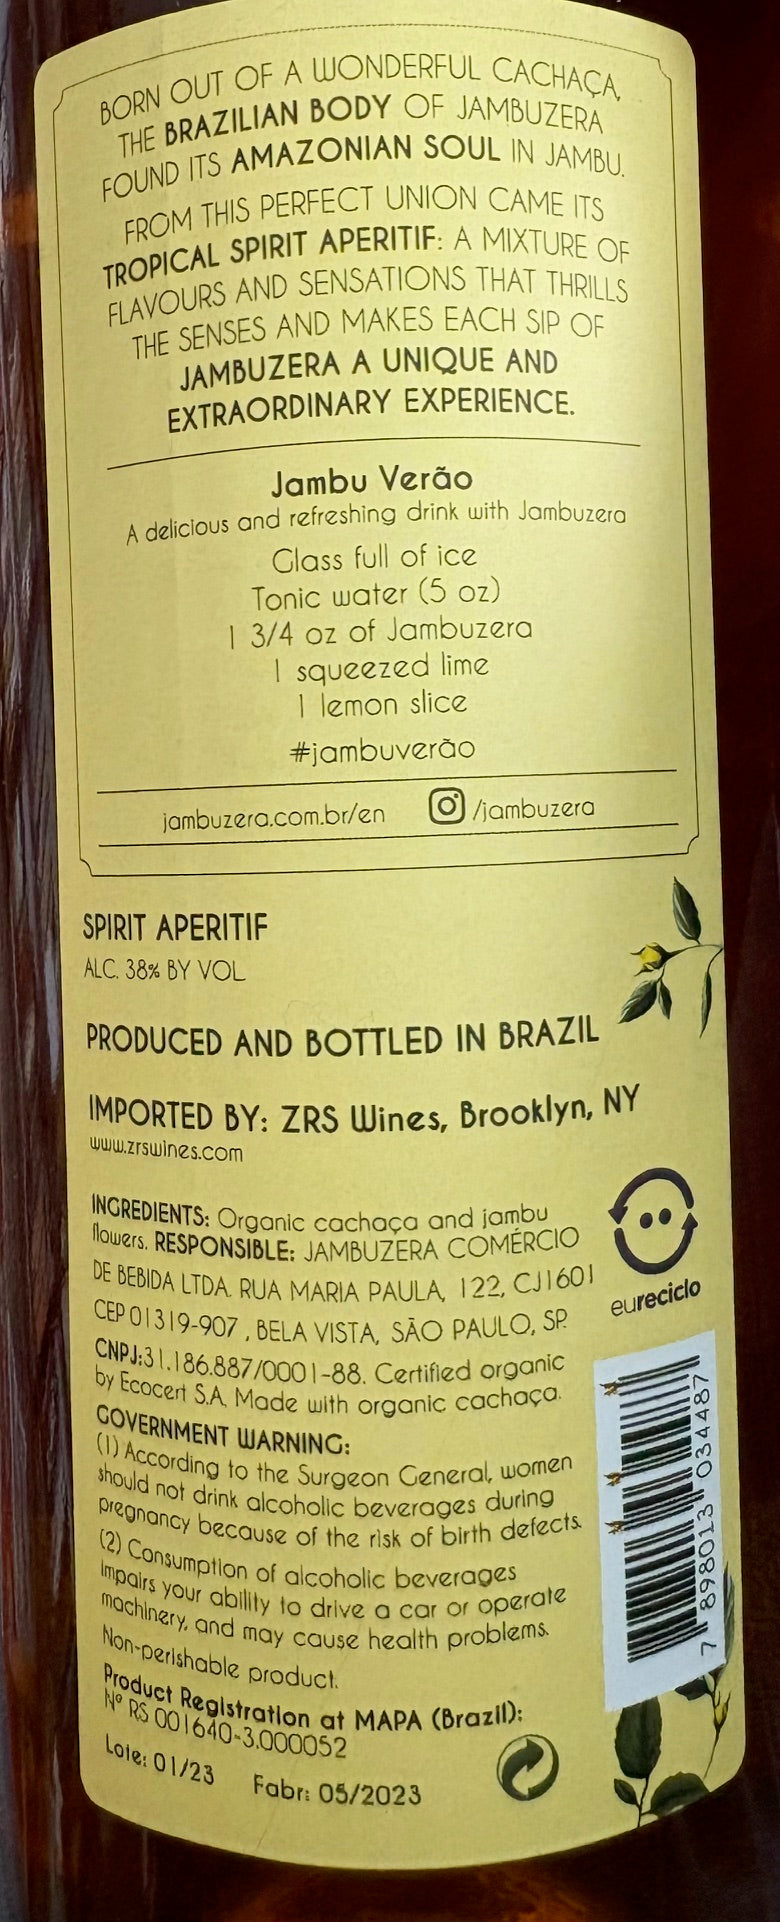 BORN OUT OF A WONDERFUL CACHAÇA,
THE BRAZILIAN BODY OF JAMBUZERA
FOUND ITS AMAZONIAN SOUL IN JAMBU.
FROM THIS PERFECT UNION CAME ITS
TROPICAL SPIRIT APERITIF: A MIXTURE OF
FLAVOURS AND SENSATIONS THAT THRILLS
THE SENSES AND MAKES EACH SIP OF
JAMBUZERA A UNIQUE AND
EXTRAORDINARY EXPERIENCE.
Jambu Verão
A delicious and refreshing drink with Jambuzera
Glass full of ice
Tonic water (5 oz)
1 3/4 oz of Jambuzera
1 squeezed lime
1 lemon slice
#jambuverão
jambuzera.com.br/en /jambuzera
SPIRIT APERITIF
ALC. 38% BY VOL
PRODUCED AND BOTTLED IN BRAZIL
IMPORTED BY: ZRS Wines, Brooklyn, NY
www.zrswines.com
INGREDIENTS: Organic cachaça and jambu
flowers. RESPONSIBLE: JAMBUZERA COMÉRCIO
DE BEBIDA LTDA. RUA MARIA PAULA, 122, CJ1601
CEP 01319-907 , BELA VISTA, SÃO PAULO, SP.
CNPJ:31.186.887/0001-88. Certified organic
by Ecocert S.A. Made with organic cachaça.
eureciclo
GOVERNMENT WARNING:
(1) According to the Surgeon General, women
should not drink alcoholic beverages during
pregnancy because of the risk of birth defects.
(2) Consumption of alcoholic beverages
impairs your ability to drive a car or operate
machinery, and may cause health problems.
Non-perishable product.
Product Registration at MAPA (Brazil):
Nº RS 001640-3.000052
Lote: 01/23 Fabr: 05/2023
7 898013 034487